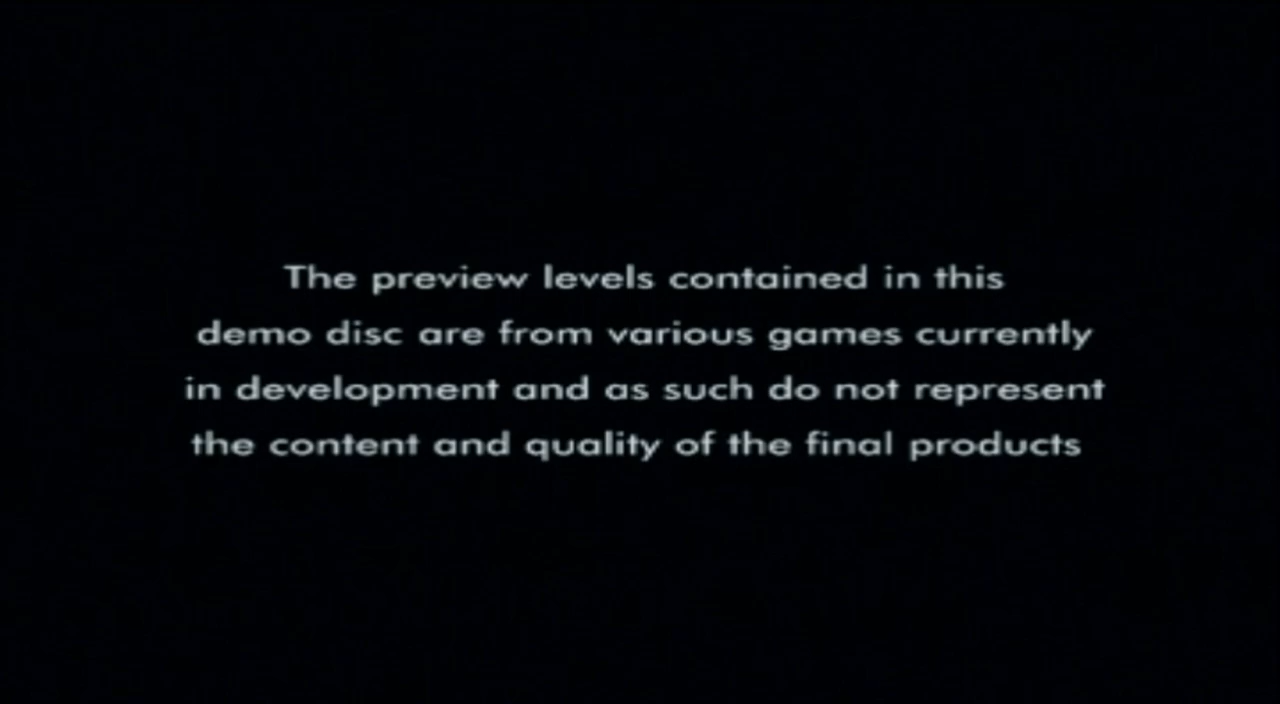 The preview levels contained in this
demo disc are from various games currently
in development and as such do not represent
the content and quality of the final products